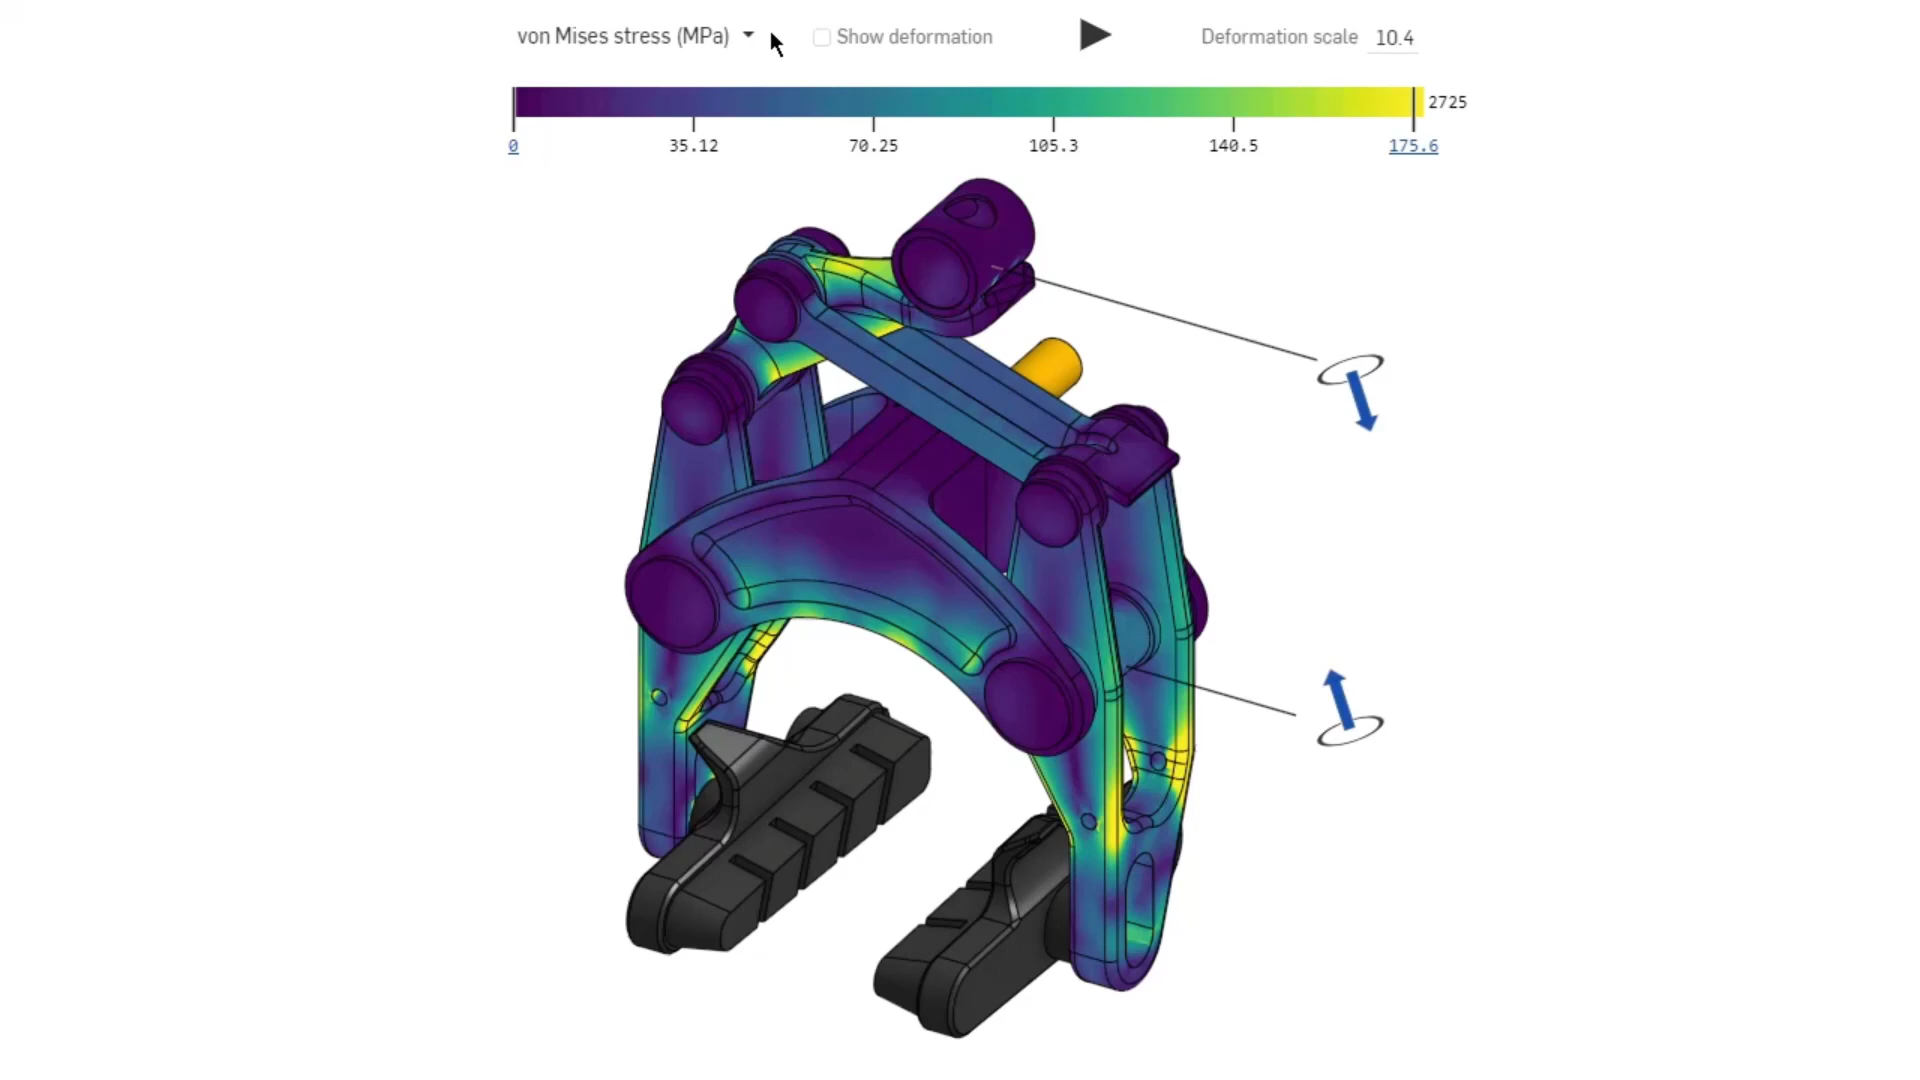 von Mises stress (MPa) Show deformation Deformation scale 10.4
2725
0 35.12 70.25 105.3 140.5 175.6